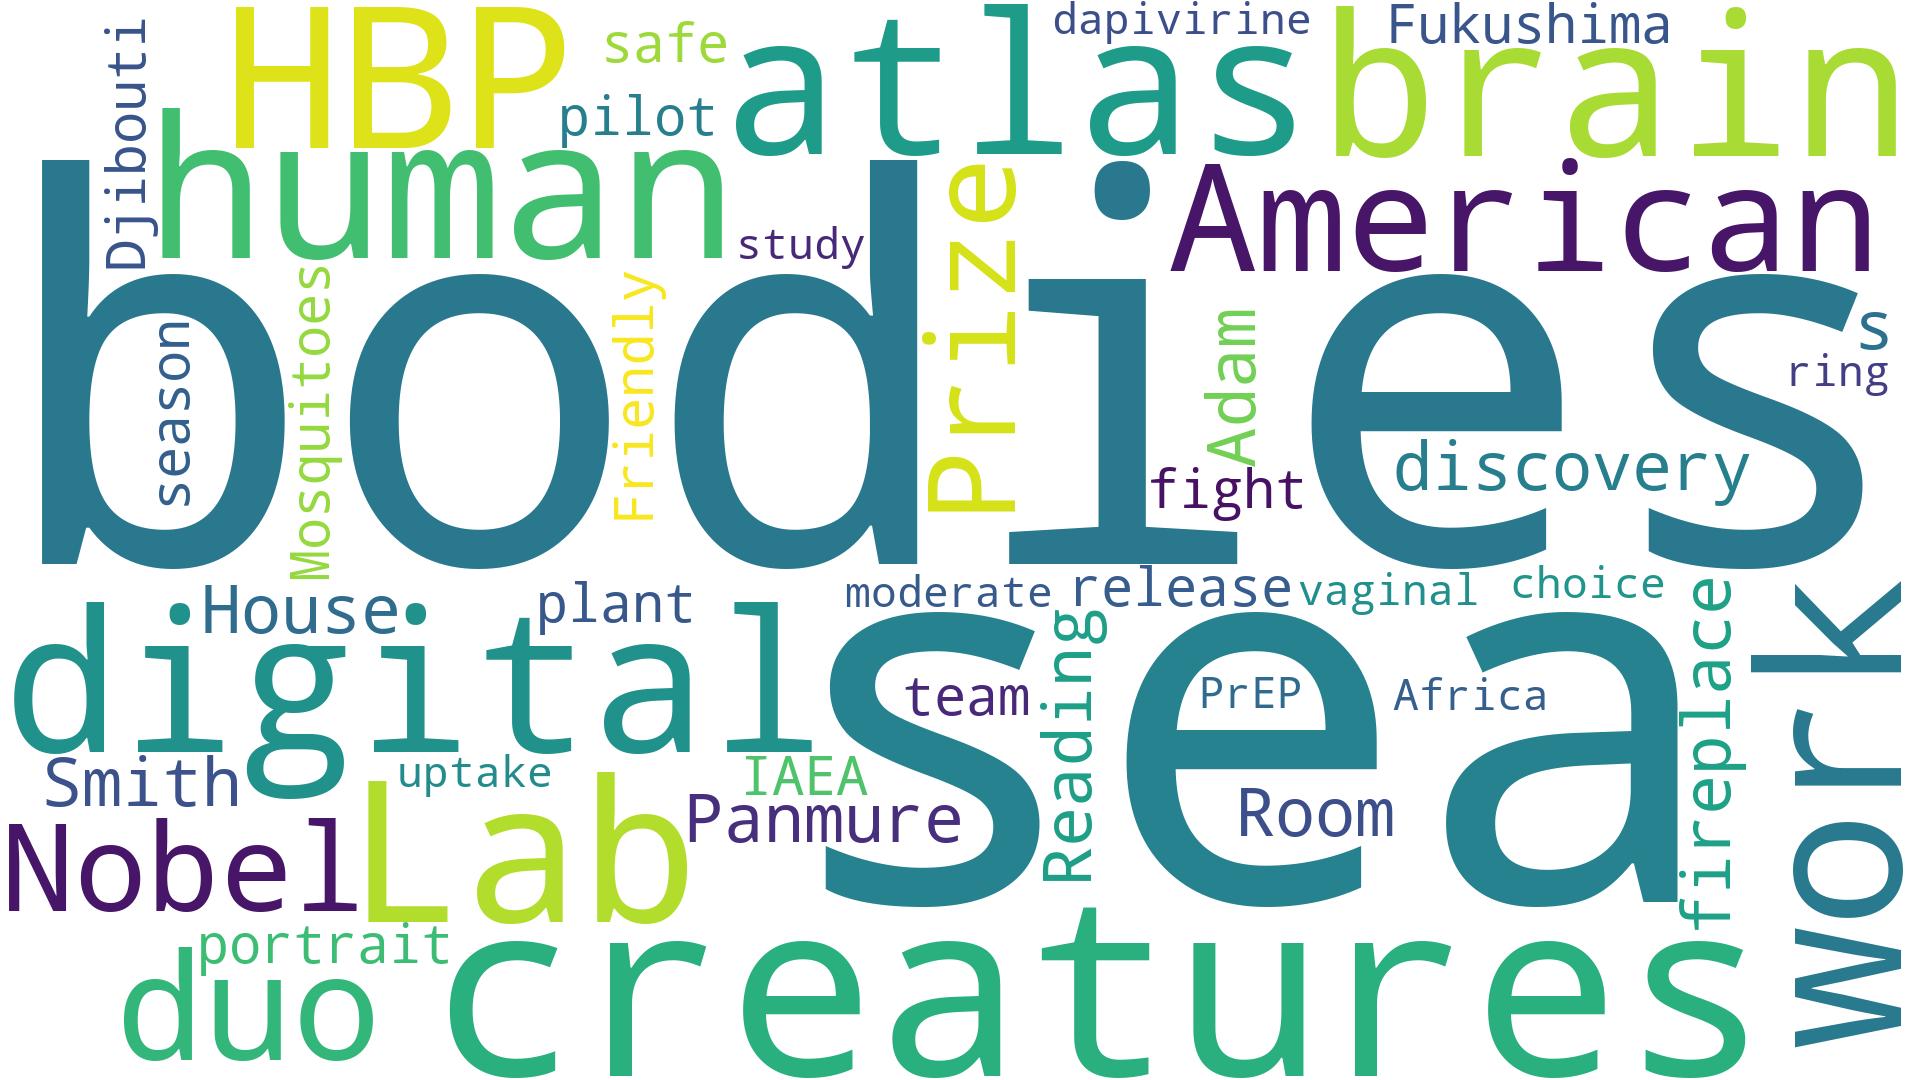 Djibouti
HBP
safe
pilot
atlas
dapivirine
Fukushima
brain
human
study
Prize
American
bodies
season
Mosquitoes
Friendly
Adam
s
ring
fight
discovery
House
plant
moderate
release
vaginal
choice
digital
sea
team
Reading
PrEP
Africa
fireplace
work
Smith
uptake
IAEA
Panmure
Room
Nobel
Lab
portrait
duo
creatures